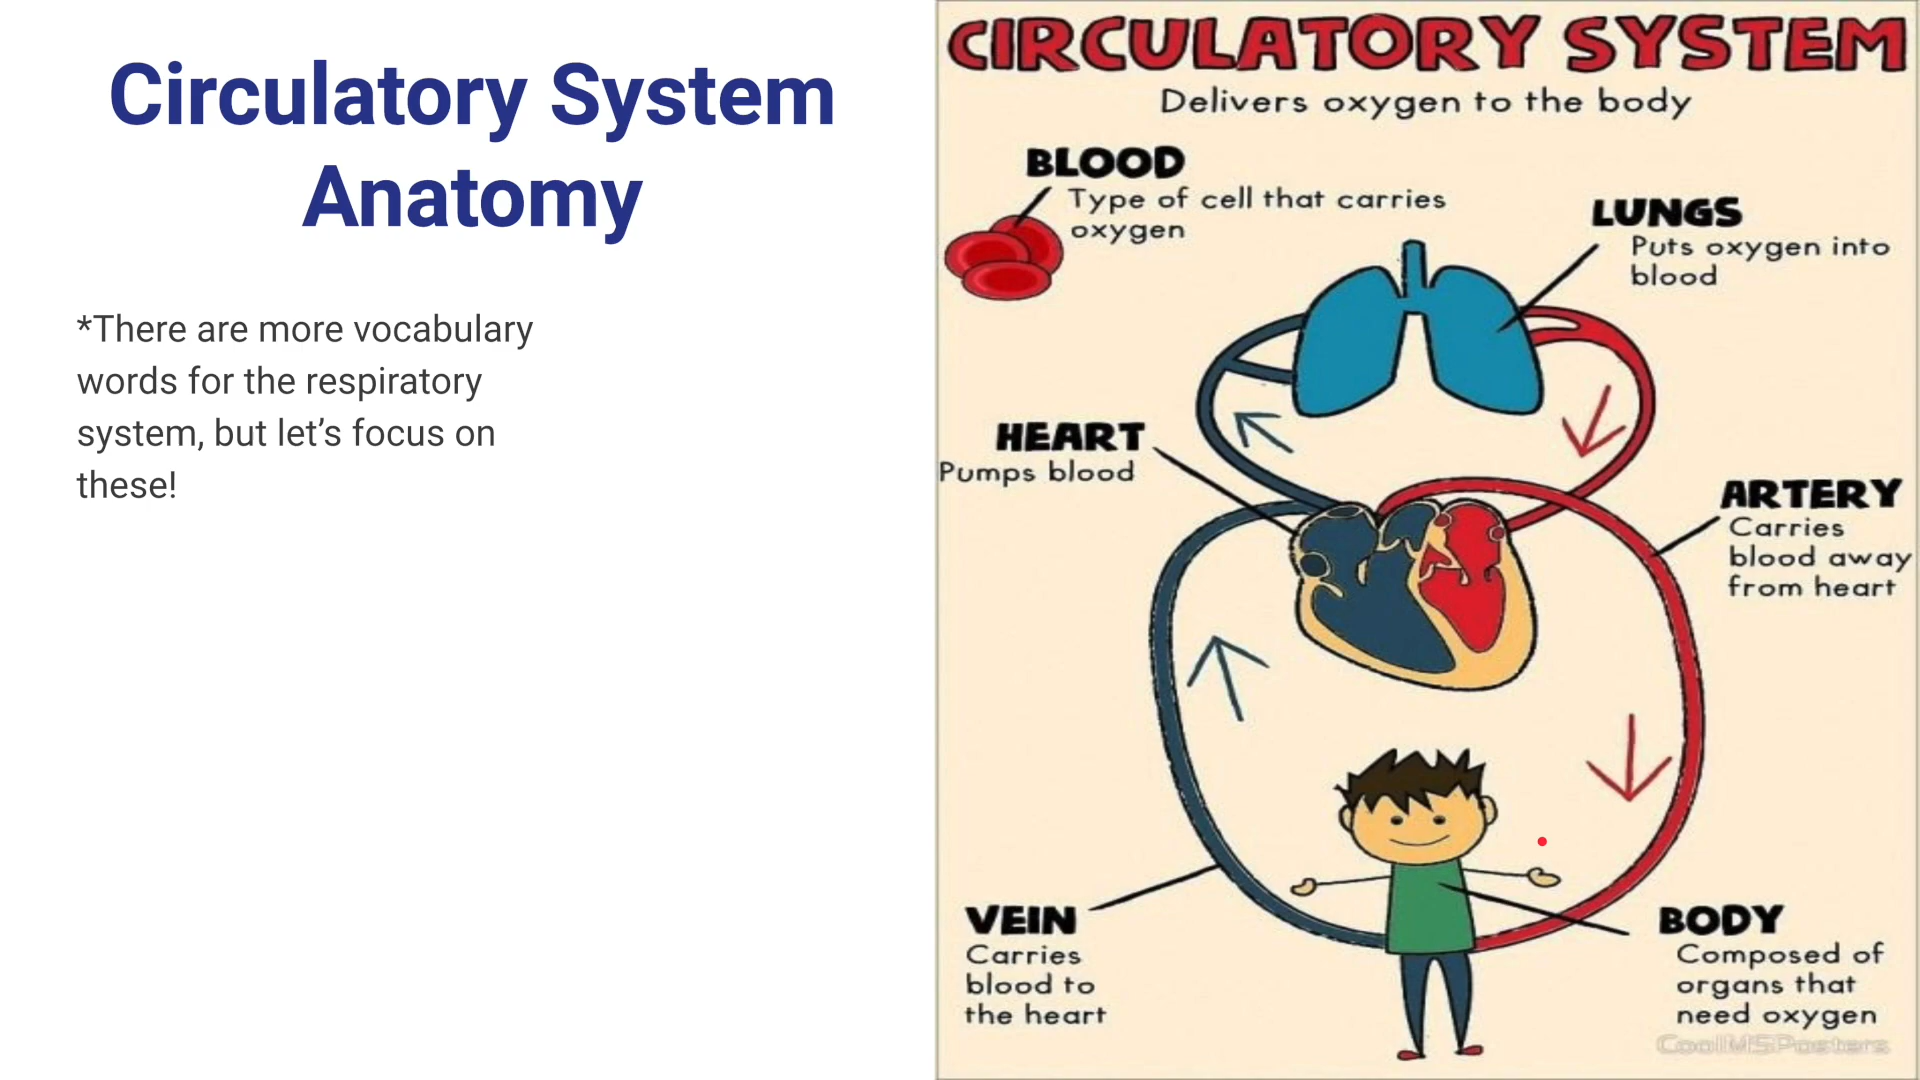 Circulatory System
Anatomy
*There are more vocabulary
words for the respiratory
system, but let’s focus on
these!
CIRCULATORY SYSTEM
Delivers oxygen to the body
BLOOD
Type of cell that carries
oxygen
LUNGS
Puts oxygen into
blood
HEART
Pumps blood
ARTERY
Carries
blood away
from heart
VEIN
Carries
blood to
the heart
BODY
Composed of
organs that
need oxygen
CoolMSPosters